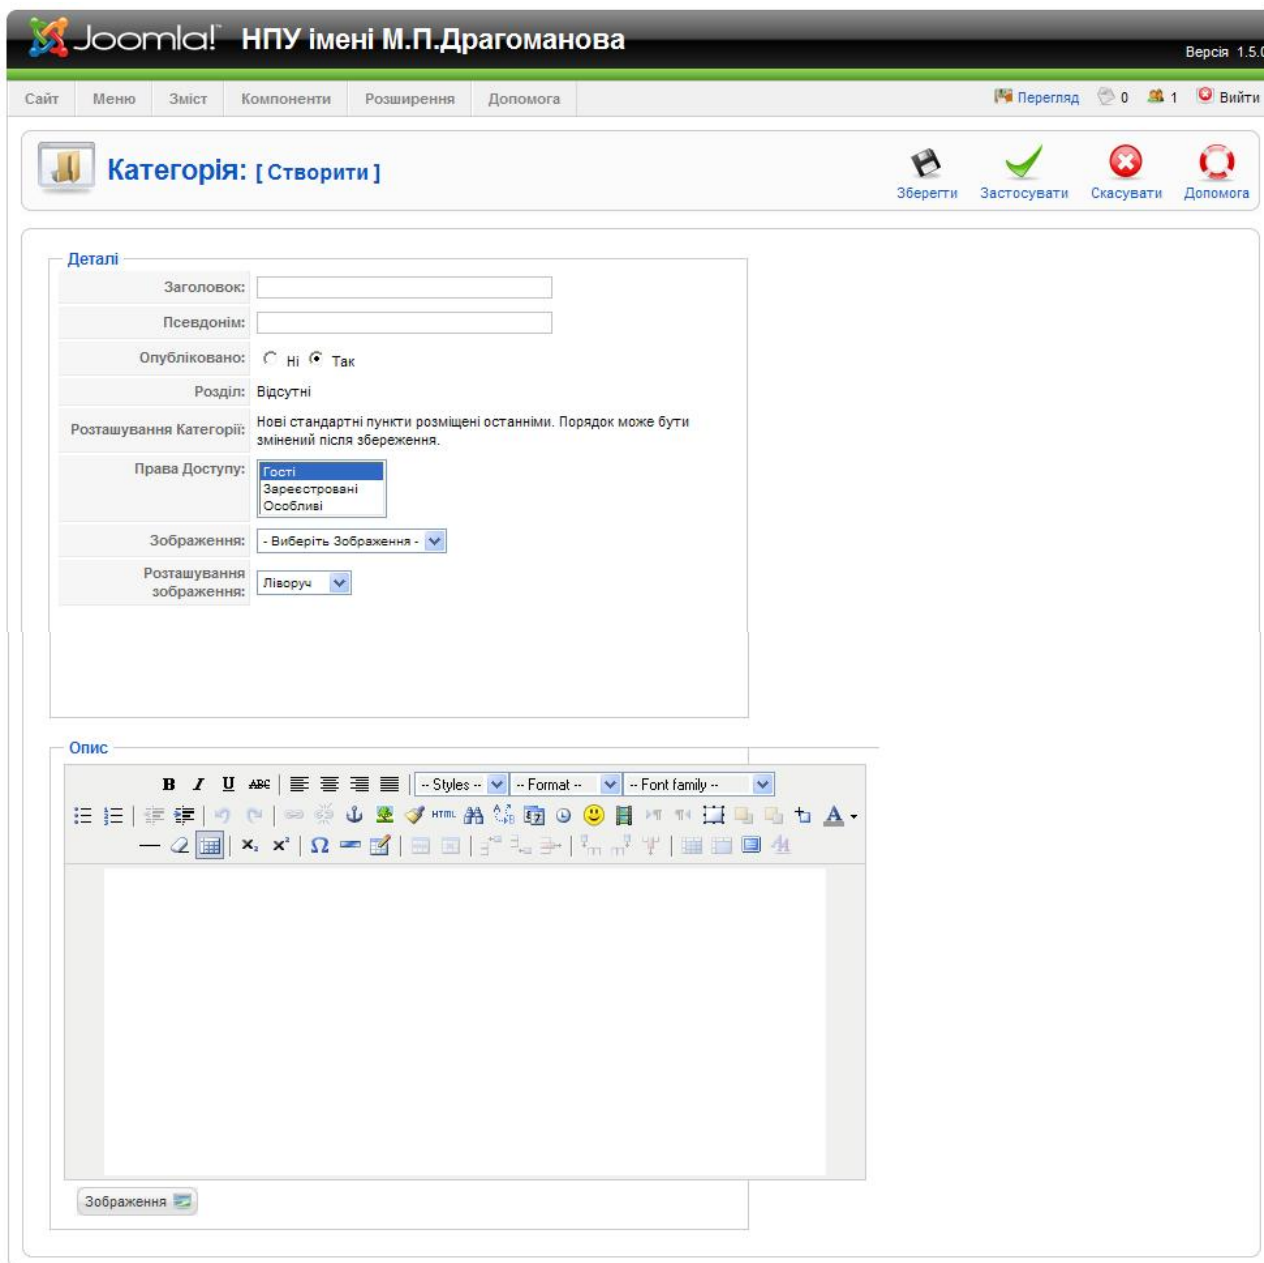 Joomla! НПУ імені М.П.Драгоманова
Версія 1.5.0
Сайт Меню Зміст Компоненти Розширення Допомога Перегляд 0 1 Вийти
Категорія: [ Створити ]
Зберегти Застосувати Скасувати Допомога
Деталі
Заголовок:
Псевдонім:
Опубліковано: Ні Так
Розділ: Відсутні
Розташування Категорії: Нові стандартні пункти розміщені останніми. Порядок може бути
змінений після збереження.
Права Доступу: Гості
Зареєстровані
Особливі
Зображення: - Виберіть Зображення -
Розташування
зображення: Ліворуч
Опис
B I U ABC -- Styles -- -- Format -- -- Font family --
HTML A
Зображення